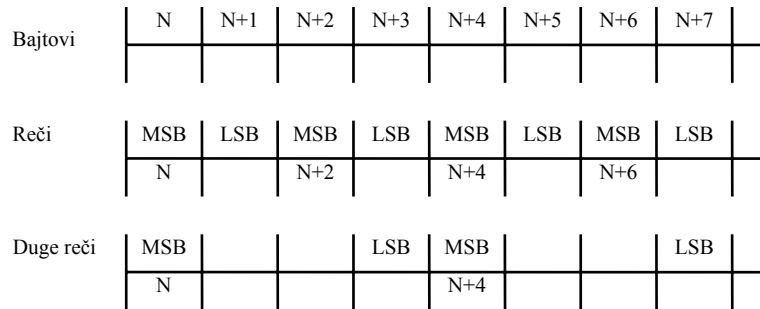 Bajtovi N N+1 N+2 N+3 N+4 N+5 N+6 N+7
Reči MSB LSB MSB LSB MSB LSB MSB LSB
N N+2 N+4 N+6
Duge reči MSB LSB MSB LSB
N N+4